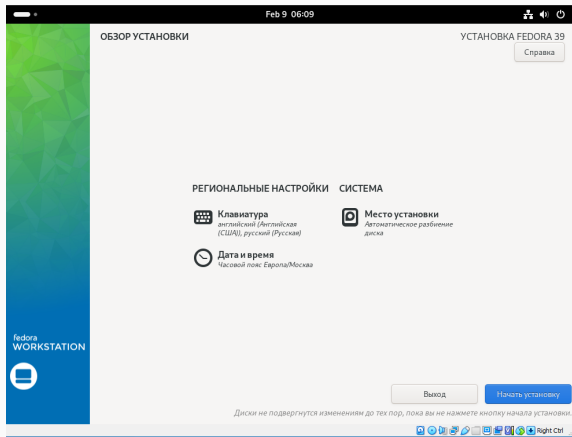 Feb 9 06:09
ОБЗОР УСТАНОВКИ
УСТАНОВКА FEDORA 39
Справка
РЕГИОНАЛЬНЫЕ НАСТРОЙКИ
СИСТЕМА
Клавиатура
английский (Английская
(США)), русский (Русская)
Место установки
Автоматическое разбиение
диска
Дата и время
Часовой пояс Европа/Москва
fedora
WORKSTATION
Выход
Начать установку
Диски не подвергнутся изменениям до тех пор, пока вы не нажмете кнопку начала установки.
Right Ctrl